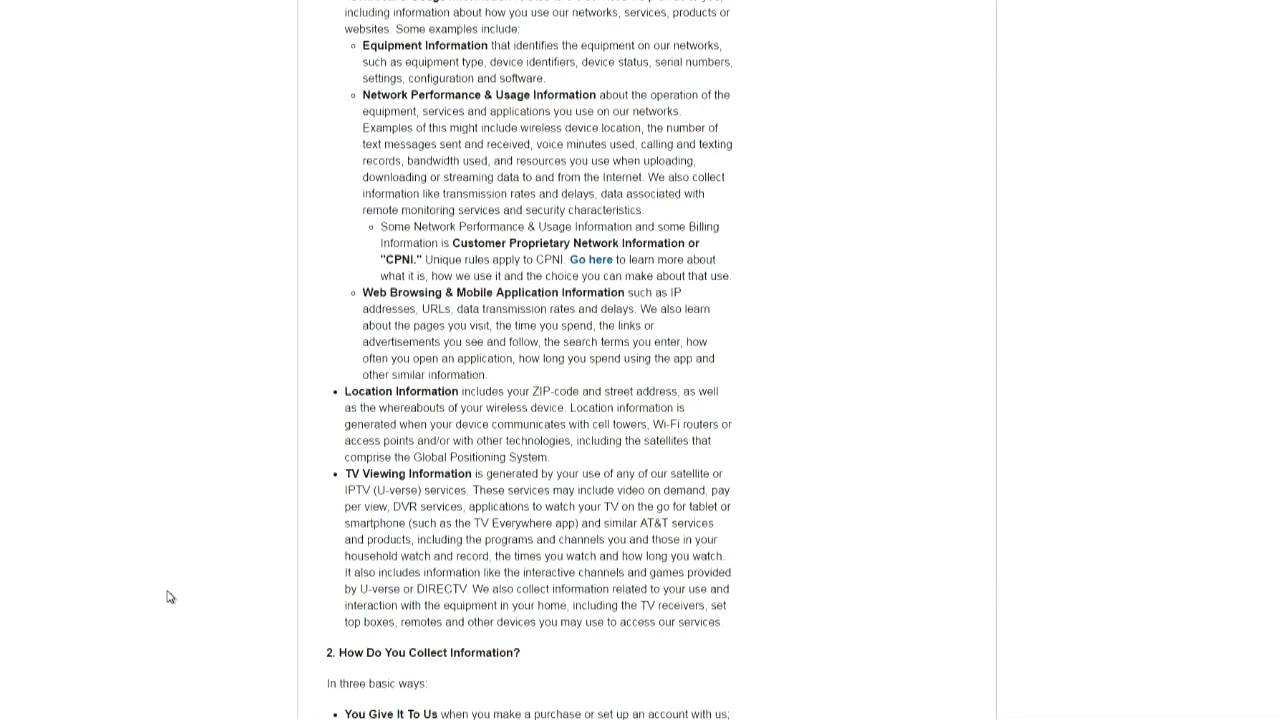 including information about how you use our networks, services, products or
websites. Some examples include:
Equipment Information that identifies the equipment on our networks,
such as equipment type, device identifiers, device status, serial numbers,
settings, configuration and software.
Network Performance & Usage Information about the operation of the
equipment, services and applications you use on our networks.
Examples of this might include wireless device location, the number of
text messages sent and received, voice minutes used, calling and texting
records, bandwidth used, and resources you use when uploading,
downloading or streaming data to and from the Internet. We also collect
information like transmission rates and delays, data associated with
remote monitoring services and security characteristics.
Some Network Performance & Usage Information and some Billing
Information is Customer Proprietary Network Information or
"CPNI." Unique rules apply to CPNI. Go here to learn more about
what it is, how we use it and the choice you can make about that use.
Web Browsing & Mobile Application Information such as IP
addresses, URLs, data transmission rates and delays. We also learn
about the pages you visit, the time you spend, the links or
advertisements you see and follow, the search terms you enter, how
often you open an application, how long you spend using the app and
other similar information.
Location Information includes your ZIP-code and street address, as well
as the whereabouts of your wireless device. Location information is
generated when your device communicates with cell towers, Wi-Fi routers or
access points and/or with other technologies, including the satellites that
comprise the Global Positioning System.
TV Viewing Information is generated by your use of any of our satellite or
IPTV (U-verse) services. These services may include video on demand, pay
per view, DVR services, applications to watch your TV on the go for tablet or
smartphone (such as the TV Everywhere app) and similar AT&T services
and products, including the programs and channels you and those in your
household watch and record, the times you watch and how long you watch.
It also includes information like the interactive channels and games provided
by U-verse or DIRECTV. We also collect information related to your use and
interaction with the equipment in your home, including the TV receivers, set
top boxes, remotes and other devices you may use to access our services.
2. How Do You Collect Information?
In three basic ways:
You Give It To Us when you make a purchase or set up an account with us;